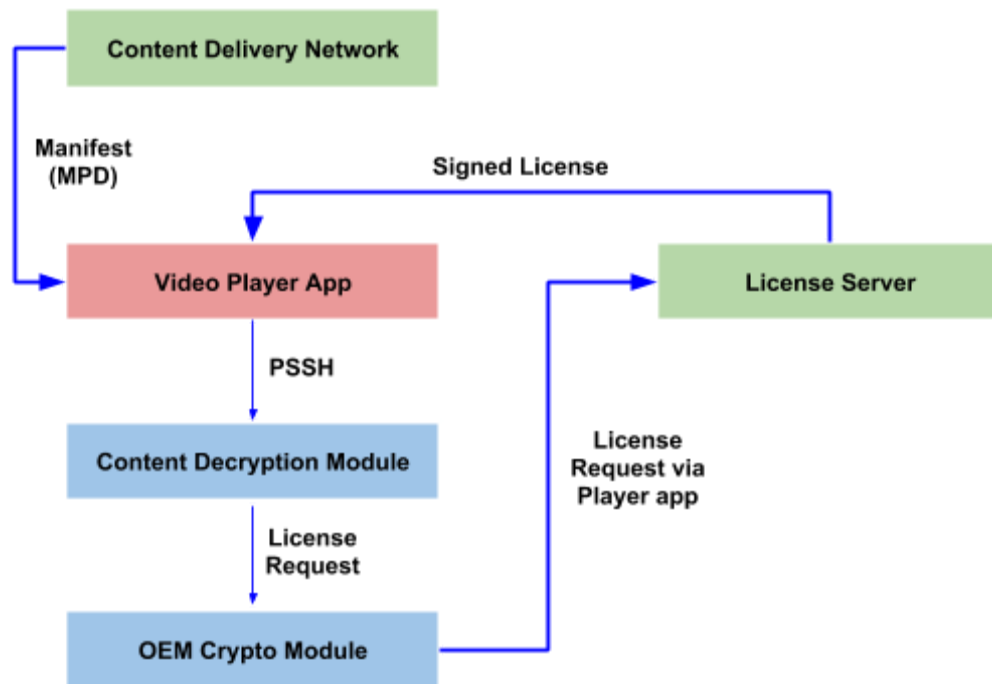 Content Delivery Network
Manifest
(MPD)
Signed License
Video Player App
License Server
PSSH
Content Decryption Module
License
Request via
Player app
License
Request
OEM Crypto Module